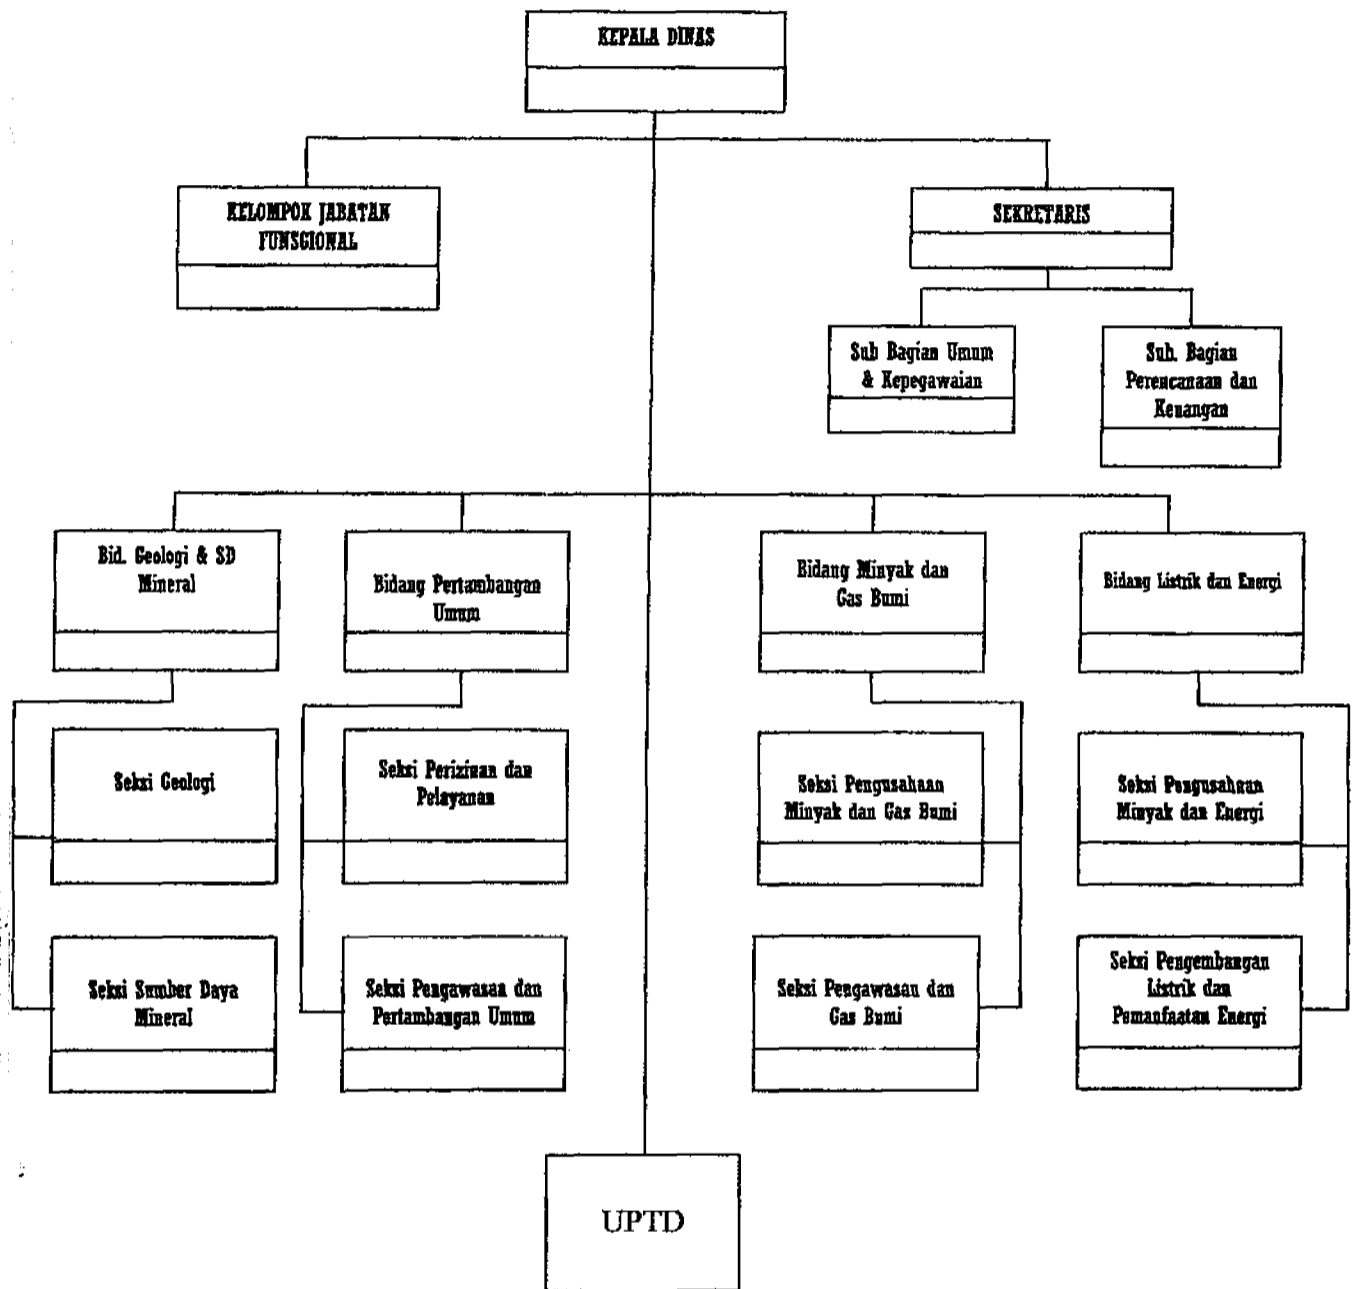 KEPALA DINAS
KELOMPOK JABATAN
FUNSGIONAL
SEKRETARIS
Sub Bagian Umum
& Kepegawaian
Sub. Bagian
Perencanaan dan
Keuangan
Bid. Geologi & SD
Mineral
Bidang Pertambangan
Umum
Bidang Minyak dan
Gas Bumi
Bidang Listrik dan Energi
Seksi Geologi
Seksi Perizinan dan
Pelayanan
Seksi Pengusahaan
Minyak dan Gas Bumi
Seksi Pengusahaan
Minyak dan Energi
Seksi Sumber Daya
Mineral
Seksi Pengawasan dan
Pertambangan Umum
Seksi Pengawasan dan
Gas Bumi
Seksi Pengembangan
Listrik dan
Pemanfaatan Energi
UPTD